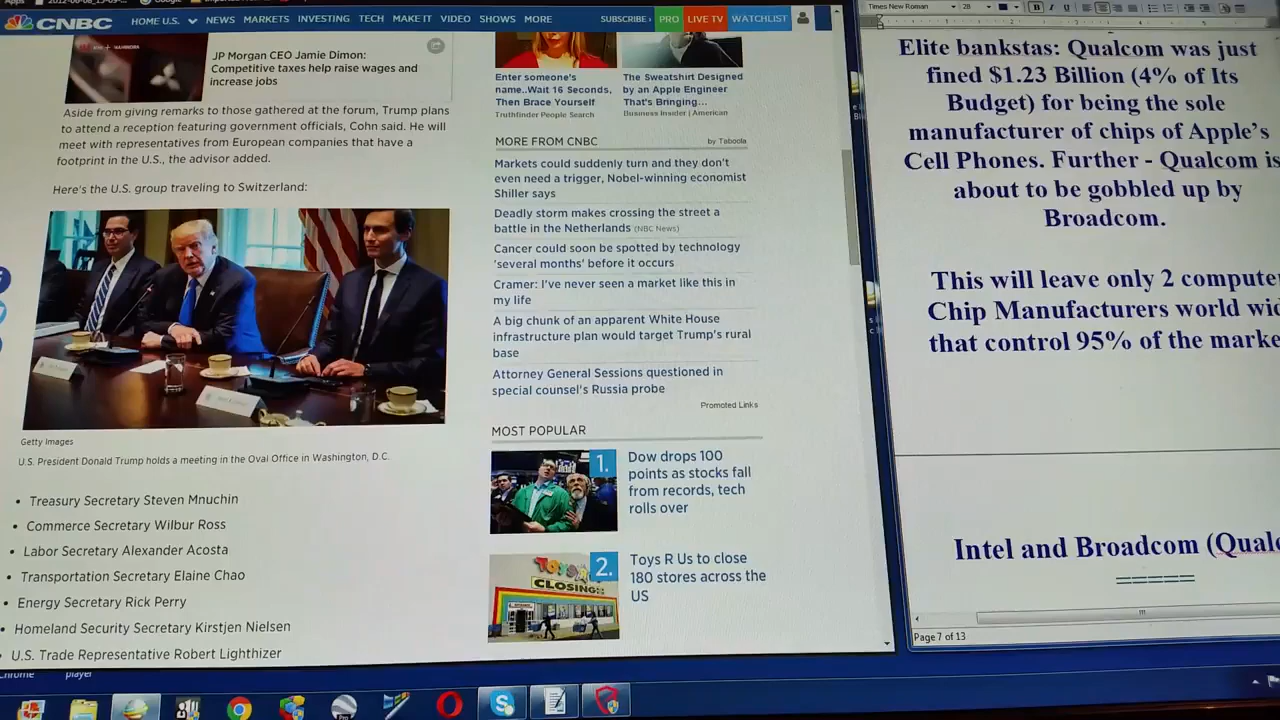 Apps
Google
CNBC
HOME U.S. NEWS MARKETS INVESTING TECH MAKE IT VIDEO SHOWS MORE
SUBSCRIBE PRO LIVE TV WATCHLIST
JP Morgan CEO Jamie Dimon:
Competitive taxes help raise wages and
increase jobs
Aside from giving remarks to those gathered at the forum, Trump plans
to attend a reception featuring government officials, Cohn said. He will
meet with representatives from European companies that have a
footprint in the U.S., the advisor added.
Here's the U.S. group traveling to Switzerland:
Getty Images
U.S. President Donald Trump holds a meeting in the Oval Office in Washington, D.C.
• Treasury Secretary Steven Mnuchin
• Commerce Secretary Wilbur Ross
• Labor Secretary Alexander Acosta
• Transportation Secretary Elaine Chao
• Energy Secretary Rick Perry
• Homeland Security Secretary Kirstjen Nielsen
• U.S. Trade Representative Robert Lighthizer
Enter someone's
name..Wait 16 Seconds,
Then Brace Yourself
Truthfinder People Search
The Sweatshirt Designed
by an Apple Engineer
That's Bringing...
Business Insider | American
MORE FROM CNBC
by Taboola
Markets could suddenly turn and they don't
even need a trigger, Nobel-winning economist
Shiller says
Deadly storm makes crossing the street a
battle in the Netherlands (NBC News)
Cancer could soon be spotted by technology
'several months' before it occurs
Cramer: I've never seen a market like this in
my life
A big chunk of an apparent White House
infrastructure plan would target Trump's rural
base
Attorney General Sessions questioned in
special counsel's Russia probe
Promoted Links
MOST POPULAR
1.
Dow drops 100
points as stocks fall
from records, tech
rolls over
2.
TOYS R
CLOSING
Toys R Us to close
180 stores across the
US
Times New Roman 28 B I U
Elite bankstas: Qualcom was just
fined $1.23 Billion (4% of Its
Budget) for being the sole
manufacturer of chips of Apple's
Cell Phones. Further - Qualcom is
about to be gobbled up by
Broadcom.
This will leave only 2 compute
Chip Manufacturers world wid
that control 95% of the marke
Intel and Broadcom (Qualc
=====
Page 7 of 13
Chrome
player